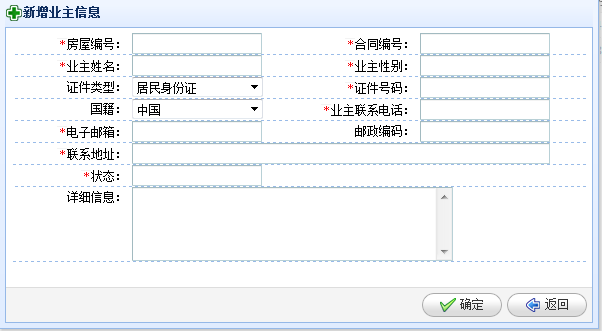 新增业主信息
*房屋编号： *合同编号：
*业主姓名： *业主性别：
证件类型： 居民身份证 *证件号码：
国籍： 中国 *业主联系电话：
*电子邮箱： 邮政编码：
*联系地址：
*状态：
详细信息：
确定 返回